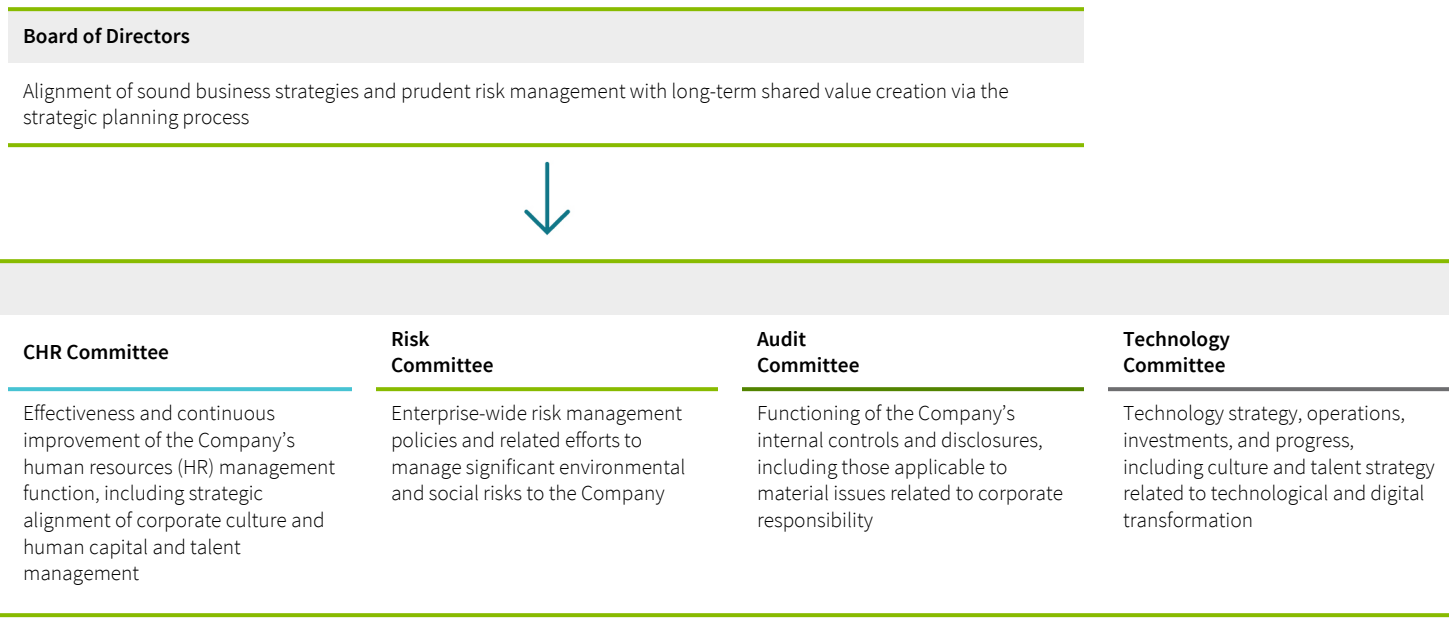 Board of Directors
Alignment of sound business strategies and prudent risk management with long-term shared value creation via the
strategic planning process
CHR Committee
Effectiveness and continuous
improvement of the Company's
human resources (HR) management
function, including strategic
alignment of corporate culture and
human capital and talent
management
Risk
Committee
Enterprise-wide risk management
policies and related efforts to
manage significant environmental
and social risks to the Company
Audit
Committee
Functioning of the Company's
internal controls and disclosures,
including those applicable to
material issues related to corporate
responsibility
Technology
Committee
Technology strategy, operations,
investments, and progress,
including culture and talent strategy
related to technological and digital
transformation